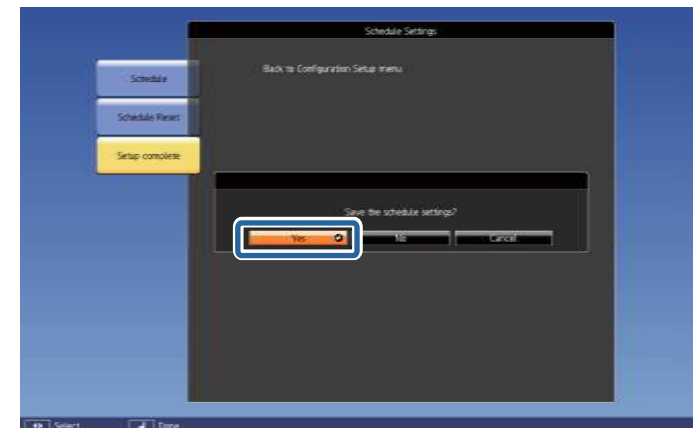 Schedule Settings
Schedule
Back to Configuration Setup menu
Schedule Reset
Setup complete
Save the schedule settings?
Yes
No
Cancel
Select
Done